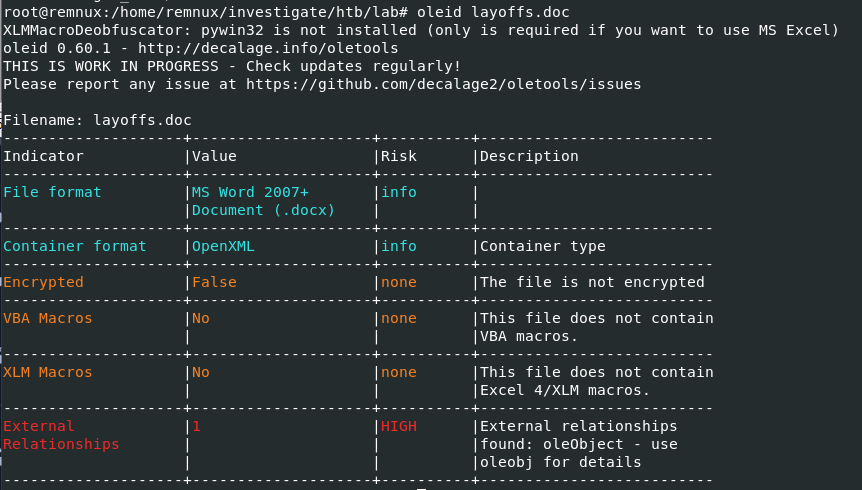 root@remnux:/home/remnux/investigate/htb/lab# oleid layoffs.doc
XLMMacroDeobfuscator: pywin32 is not installed (only is required if you want to use MS Excel)
oleid 0.60.1 - http://decalage.info/oletools
THIS IS WORK IN PROGRESS - Check updates regularly!
Please report any issue at https://github.com/decalage2/oletools/issues

Filename: layoffs.doc
--------------------+--------------------+----------+--------------------------
Indicator           |Value               |Risk      |Description
--------------------+--------------------+----------+--------------------------
File format         |MS Word 2007+       |info      |
                    |Document (.docx)    |          |
--------------------+--------------------+----------+--------------------------
Container format    |OpenXML             |info      |Container type
--------------------+--------------------+----------+--------------------------
Encrypted           |False               |none      |The file is not encrypted
--------------------+--------------------+----------+--------------------------
VBA Macros          |No                  |none      |This file does not contain
                    |                    |          |VBA macros.
--------------------+--------------------+----------+--------------------------
XLM Macros          |No                  |none      |This file does not contain
                    |                    |          |Excel 4/XLM macros.
--------------------+--------------------+----------+--------------------------
External            |1                   |HIGH      |External relationships
Relationships       |                    |          |found: oleObject - use
                    |                    |          |oleobj for details
--------------------+--------------------+----------+--------------------------